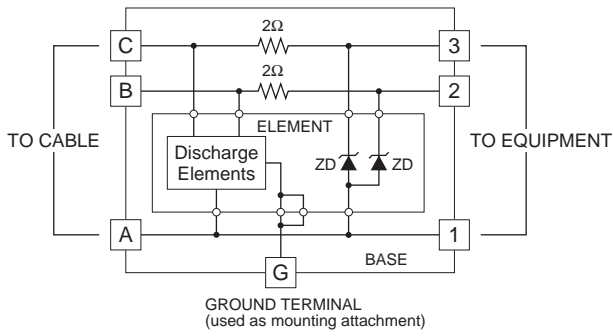 2Ω
C
3
2Ω
B
2
ELEMENT
TO CABLE
TO EQUIPMENT
Discharge
Elements
ZD
ZD
A
1
BASE
G
GROUND TERMINAL
(used as mounting attachment)